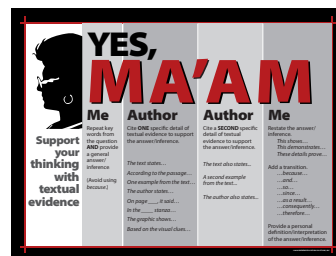 YES,
MA'AM
Support
your
thinking
with
textual
evidence
Me
Repeat key
words from
the question
AND provide
a general
answer/
inference
(Avoid using
because.)
Author
Cite ONE specific detail of
textual evidence to support
the answer/inference.
The text states…
According to the passage…
One example from the text…
The author states…
On page ___, it said…
In the ____ stanza…
The graphic shows…
Based on the visual clues…
Author
Cite a SECOND specific
detail of textual
evidence to support
the answer/inference.
The text also states...
A second example
from the text...
The author also states...
Me
Restate the answer/
inference.
This shows…
This demonstrates…
These details prove…
Add a transition.
…because…
…and…
…so…
…since…
…as a result…
…consequently…
…therefore…
Provide a personal
definition/interpretation
of the answer/inference.